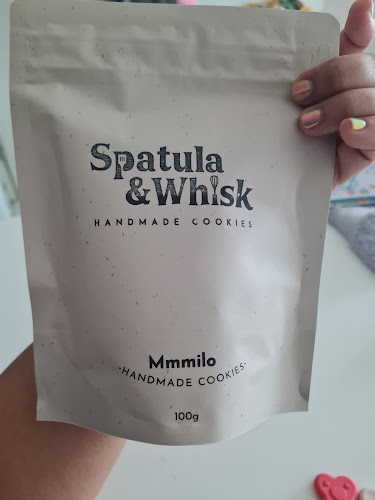 Spatula
&Whisk
HANDMADE COOKIES
Mmmilo
·HANDMADE COOKIES·
100g